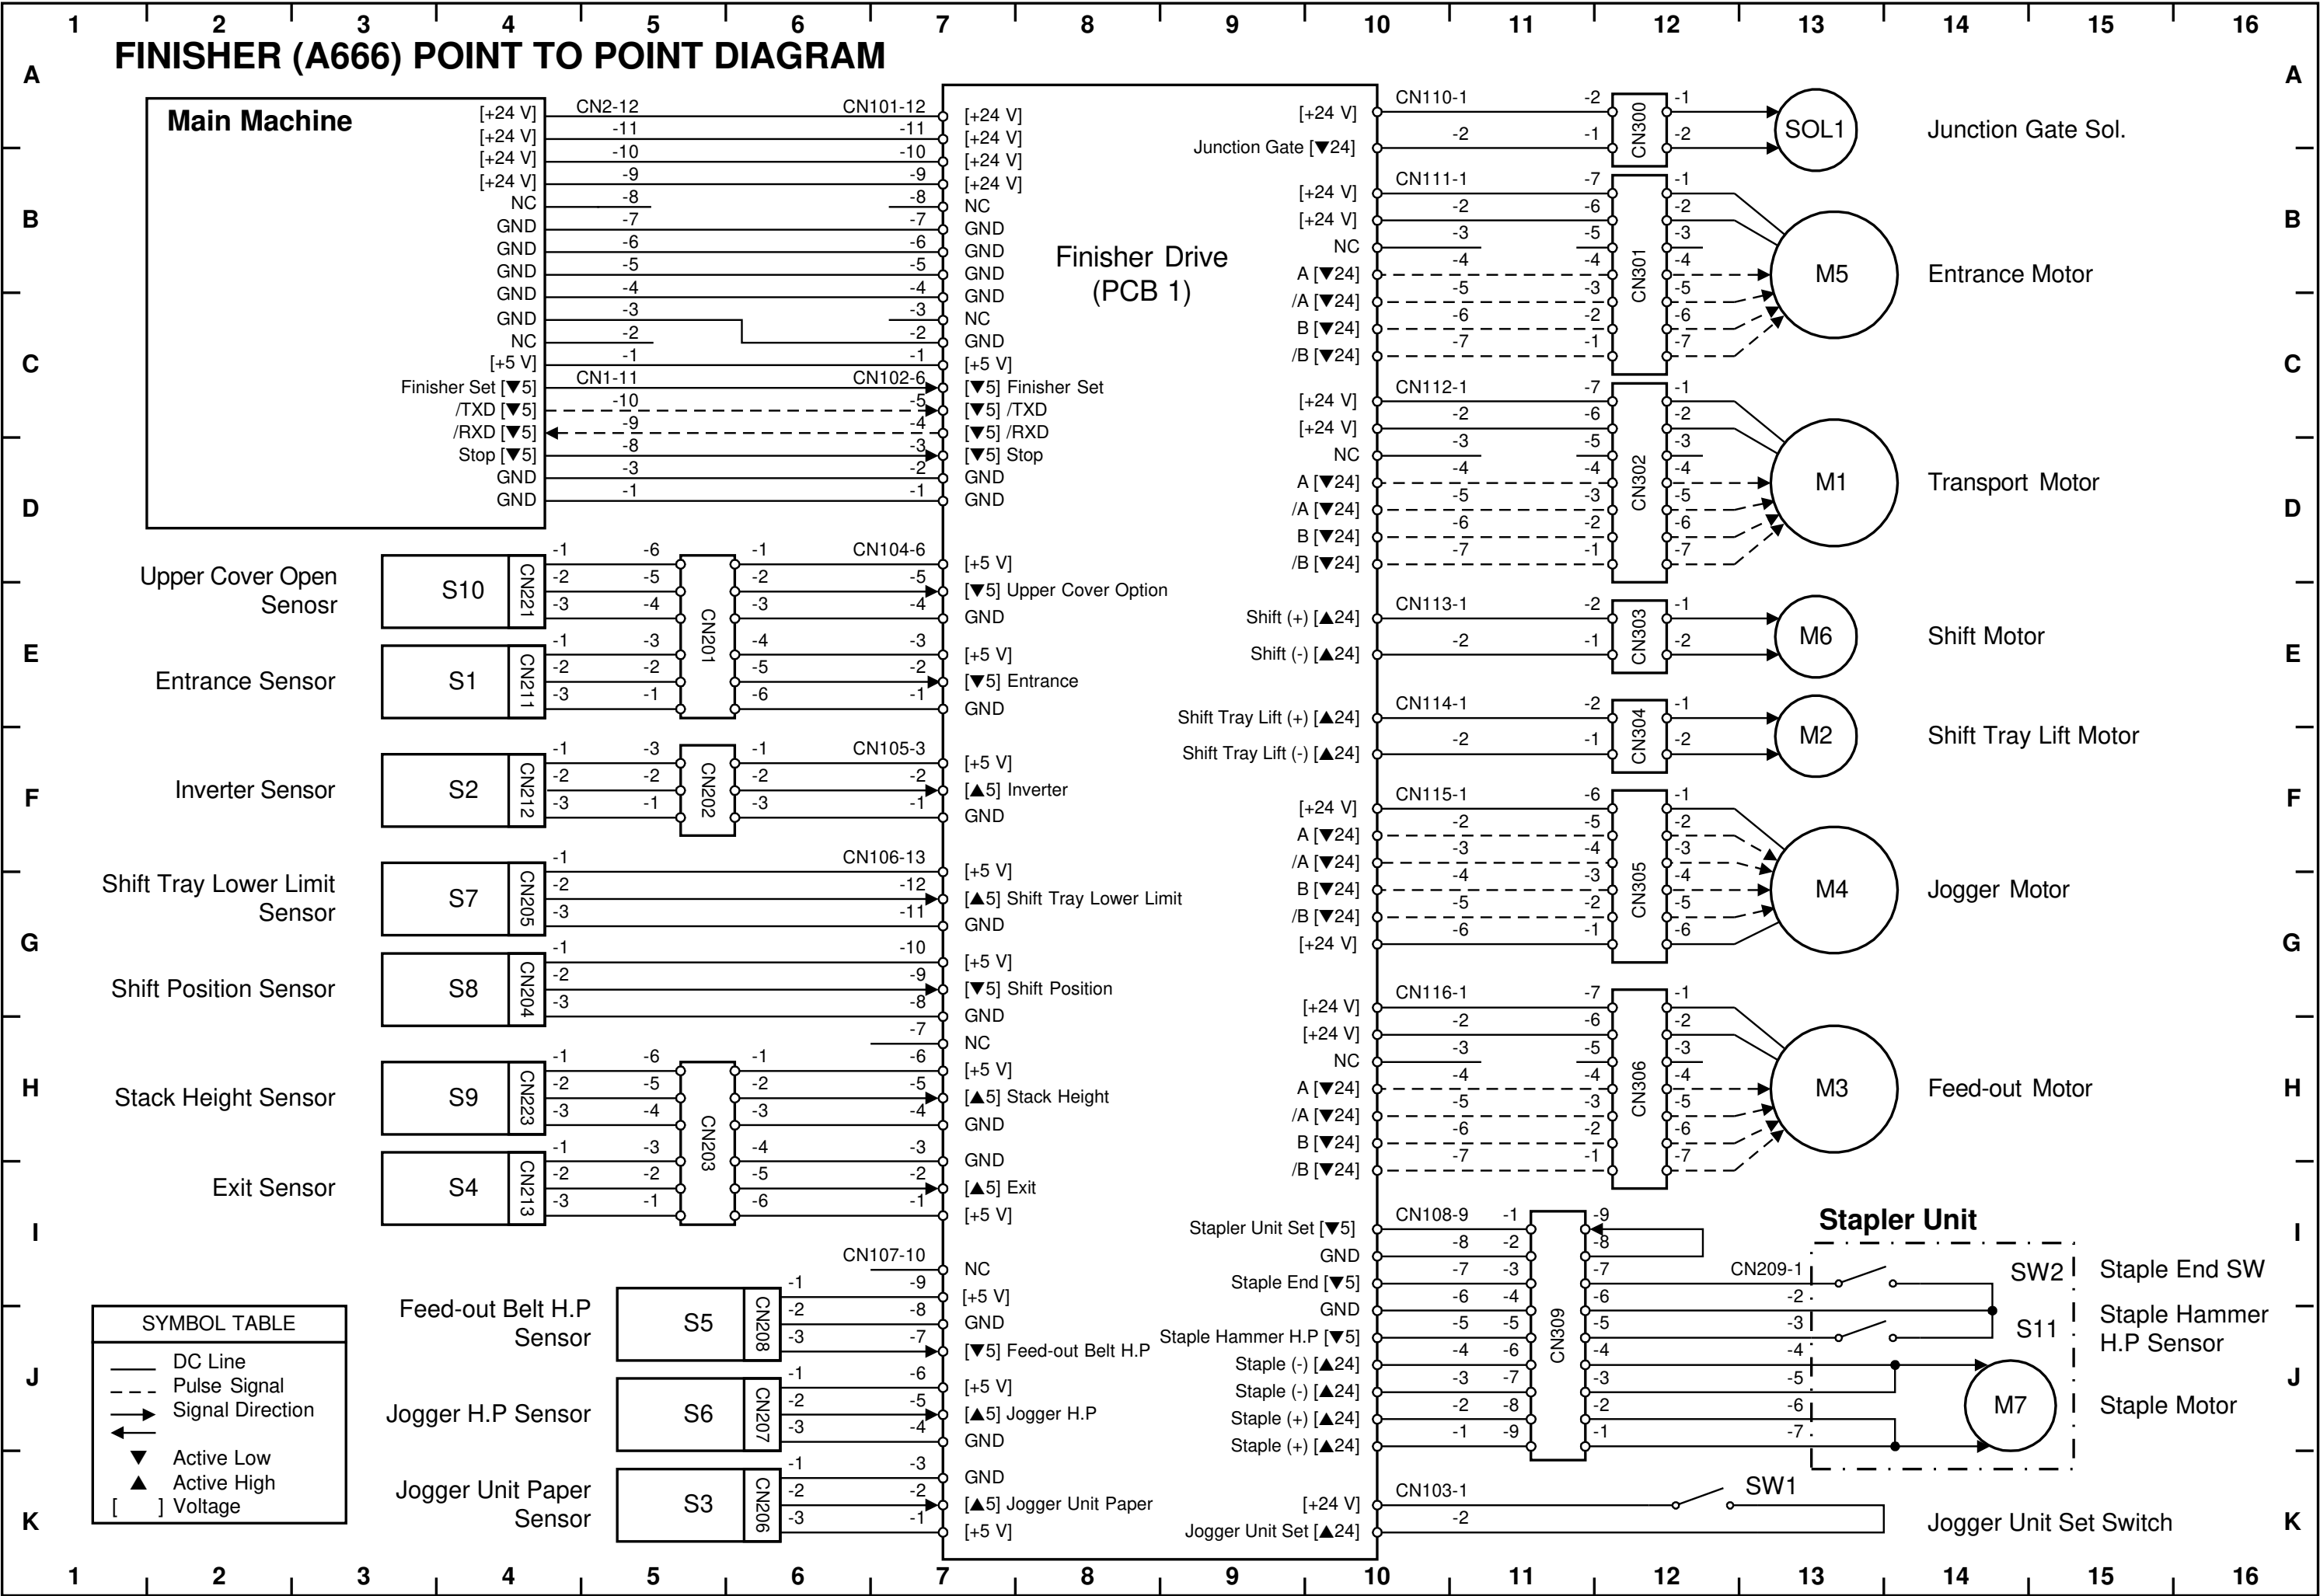 1 2 3 4 5 6 7 8 9 10 11 12 13 14 15 16
FINISHER (A666) POINT TO POINT DIAGRAM
A A
B B
C C
D D
E E
F F
G G
H H
I I
J J
K K
Main Machine
[+24 V] CN2-12 CN101-12 [+24 V]
[+24 V] -11 -11 [+24 V]
[+24 V] -10 -10 [+24 V]
[+24 V] -9 -9 [+24 V]
NC -8 -8 NC
GND -7 -7 GND
GND -6 -6 GND
GND -5 -5 GND
GND -4 -4 GND
GND -3 -3 NC
NC -2 -2 GND
[+5 V] -1 -1 [+5 V]
Finisher Set [▼5] CN1-11 CN102-6 [▼5] Finisher Set
/TXD [▼5] -10 -5 [▼5] /TXD
/RXD [▼5] -9 -4 [▼5] /RXD
Stop [▼5] -8 -3 [▼5] Stop
GND -3 -2 GND
GND -1 -1 GND
Finisher Drive
(PCB 1)
Upper Cover Open
Senosr
S10 CN221
-1 -6 -1 CN104-6 [+5 V]
-2 -5 -2 -5 [▼5] Upper Cover Option
-3 -4 -3 -4 GND
CN201
Entrance Sensor
S1 CN211
-1 -3 -4 -3 [+5 V]
-2 -2 -5 -2 [▼5] Entrance
-3 -1 -6 -1 GND
Inverter Sensor
S2 CN212
CN202
-1 -3 -1 CN105-3 [+5 V]
-2 -2 -2 -2 [▲5] Inverter
-3 -1 -3 -1 GND
Shift Tray Lower Limit
Sensor
S7 CN205
-1 CN106-13 [+5 V]
-2 -12 [▲5] Shift Tray Lower Limit
-3 -11 GND
Shift Position Sensor
S8 CN204
-1 -10 [+5 V]
-2 -9 [▼5] Shift Position
-3 -8 GND
-7 NC
Stack Height Sensor
S9 CN223
-1 -6 -1 -6 [+5 V]
-2 -5 -2 -5 [▲5] Stack Height
-3 -4 -3 -4 GND
CN203
Exit Sensor
S4 CN213
-1 -3 -4 -3 GND
-2 -2 -5 -2 [▲5] Exit
-3 -1 -6 -1 [+5 V]
CN107-10 NC
Feed-out Belt H.P
Sensor
S5 CN208
-1 -9 [+5 V]
-2 -8 GND
-3 -7 [▼5] Feed-out Belt H.P
Jogger H.P Sensor
S6 CN207
-1 -6 [+5 V]
-2 -5 [▲5] Jogger H.P
-3 -4 GND
Jogger Unit Paper
Sensor
S3 CN206
-1 -3 GND
-2 -2 [▲5] Jogger Unit Paper
-3 -1 [+5 V]
SYMBOL TABLE
DC Line
Pulse Signal
Signal Direction
▼ Active Low
▲ Active High
[ ] Voltage
[+24 V] CN110-1 -2 -1
Junction Gate [▼24] -2 -1 -2
CN300
SOL1
Junction Gate Sol.
[+24 V] CN111-1 -7 -1
[+24 V] -2 -6 -2
NC -3 -5 -3
A [▼24] -4 -4 -4
/A [▼24] -5 -3 -5
B [▼24] -6 -2 -6
/B [▼24] -7 -1 -7
CN301
M5
Entrance Motor
[+24 V] CN112-1 -7 -1
[+24 V] -2 -6 -2
NC -3 -5 -3
A [▼24] -4 -4 -4
/A [▼24] -5 -3 -5
B [▼24] -6 -2 -6
/B [▼24] -7 -1 -7
CN302
M1
Transport Motor
Shift (+) [▲24] CN113-1 -2 -1
Shift (-) [▲24] -2 -1 -2
CN303
M6
Shift Motor
Shift Tray Lift (+) [▲24] CN114-1 -2 -1
Shift Tray Lift (-) [▲24] -2 -1 -2
CN304
M2
Shift Tray Lift Motor
[+24 V] CN115-1 -6 -1
A [▼24] -2 -5 -2
/A [▼24] -3 -4 -3
B [▼24] -4 -3 -4
/B [▼24] -5 -2 -5
[+24 V] -6 -1 -6
CN305
M4
Jogger Motor
[+24 V] CN116-1 -7 -1
[+24 V] -2 -6 -2
NC -3 -5 -3
A [▼24] -4 -4 -4
/A [▼24] -5 -3 -5
B [▼24] -6 -2 -6
/B [▼24] -7 -1 -7
CN306
M3
Feed-out Motor
Stapler Unit
Stapler Unit Set [▼5] CN108-9 -1 -9
GND -8 -2 -8
Staple End [▼5] -7 -3 -7 CN209-1 SW2 Staple End SW
GND -6 -4 -6 -2
Staple Hammer H.P [▼5] -5 -5 -5 -3 S11
Staple Hammer
H.P Sensor
Staple (-) [▲24] -4 -6 -4 -4
Staple (-) [▲24] -3 -7 -3 -5
Staple (+) [▲24] -2 -8 -2 -6
Staple (+) [▲24] -1 -9 -1 -7
CN309
M7
Staple Motor
[+24 V] CN103-1 SW1
Jogger Unit Set [▲24] -2
Jogger Unit Set Switch
1 2 3 4 5 6 7 8 9 10 11 12 13 14 15 16